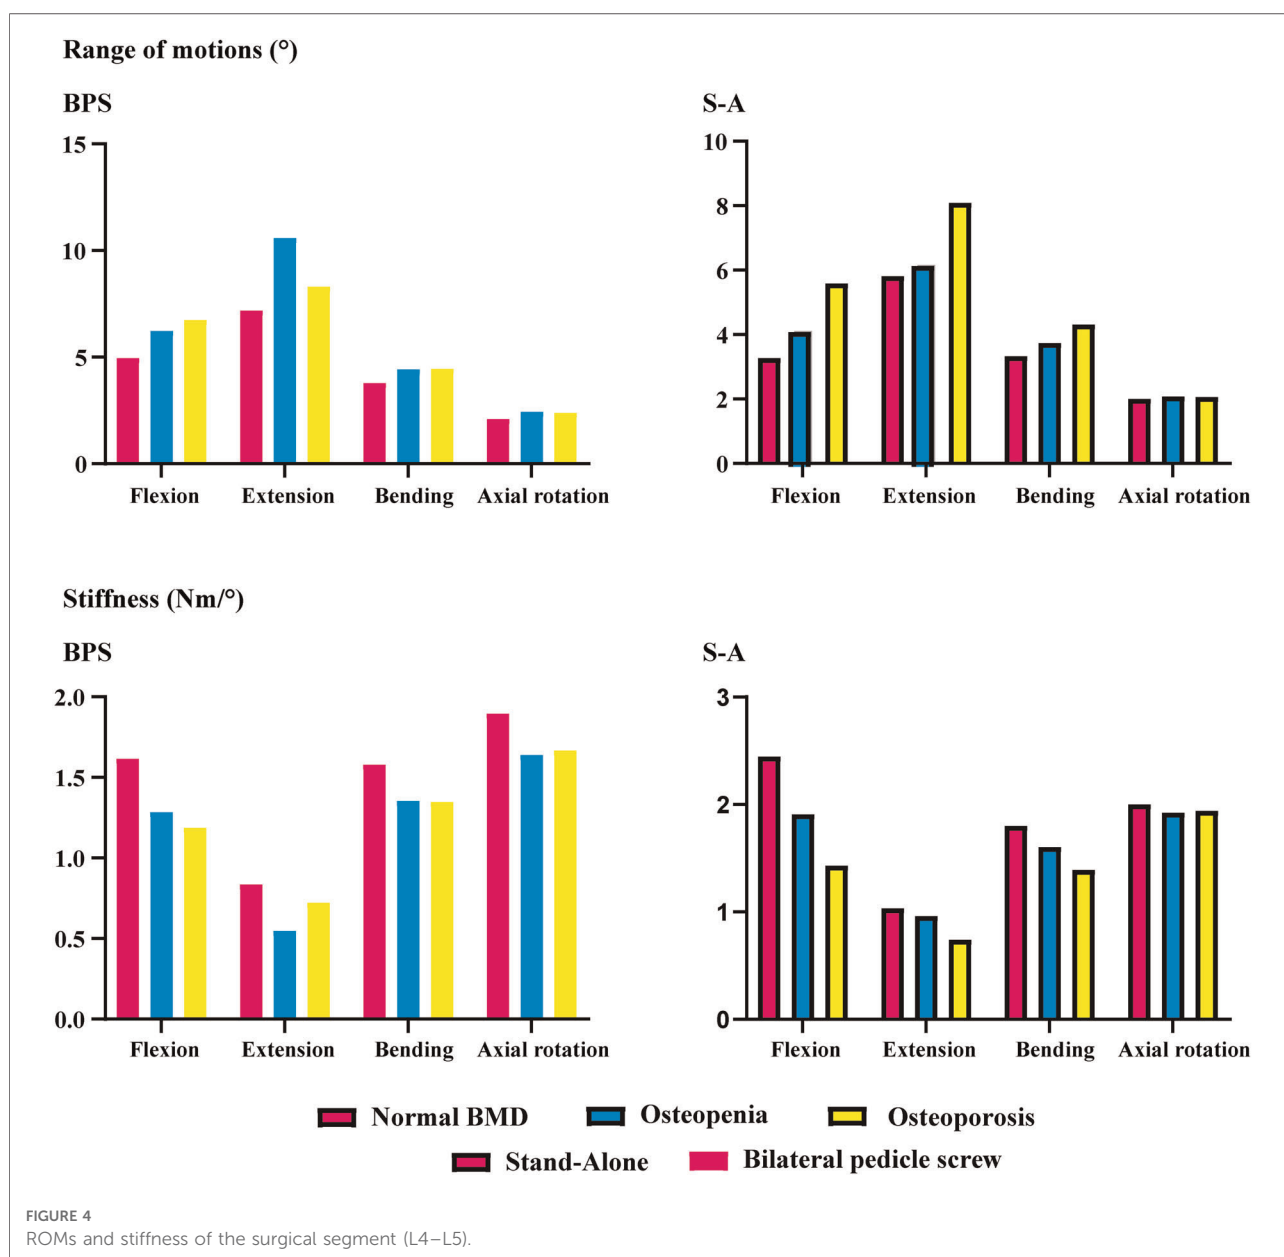 Range of motions (°)
BPS
S-A
15
10
5
0
Flexion Extension Bending Axial rotation
10
8
6
4
2
0
Flexion Extension Bending Axial rotation
Stiffness (Nm/°)
BPS
S-A
2.0
1.5
1.0
0.5
0.0
Flexion Extension Bending Axial rotation
3
2
1
0
Flexion Extension Bending Axial rotation
Normal BMD Osteopenia Osteoporosis
Stand-Alone Bilateral pedicle screw
FIGURE 4
ROMs and stiffness of the surgical segment (L4–L5).